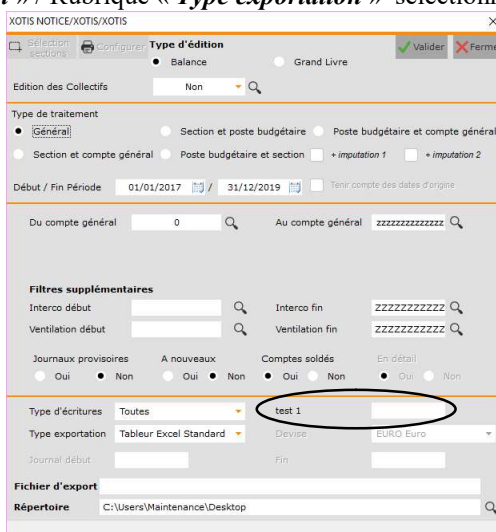 » / Rubrique « Type exportation »
XOTIS NOTICE/XOTIS/XOTIS
Sélection sections Configurer Type d'édition Valider Ferme
Balance Grand Livre
Edition des Collectifs Non
Type de traitement
Général Section et poste budgétaire Poste budgétaire et compte général
Section et compte général Poste budgétaire et section + imputation 1 + imputation 2
Début / Fin Période 01/01/2017 / 31/12/2019 Tenir compte des dates d'origine
Du compte général 0 Au compte général zzzzzzzzzzzzz
Filtres supplémentaires
Interco début Interco fin ZZZZZZZZZZZ
Ventilation début Ventilation fin ZZZZZZZZZZZ
Journaux provisoires A nouveaux Comptes soldés En détail
Oui Non Oui Non Oui Non Oui Non
Type d'écritures Toutes test 1
Type exportation Tableur Excel Standard Devise EURO Euro
Journal début Fin
Fichier d'export
Répertoire C:\Users\Maintenance\Desktop